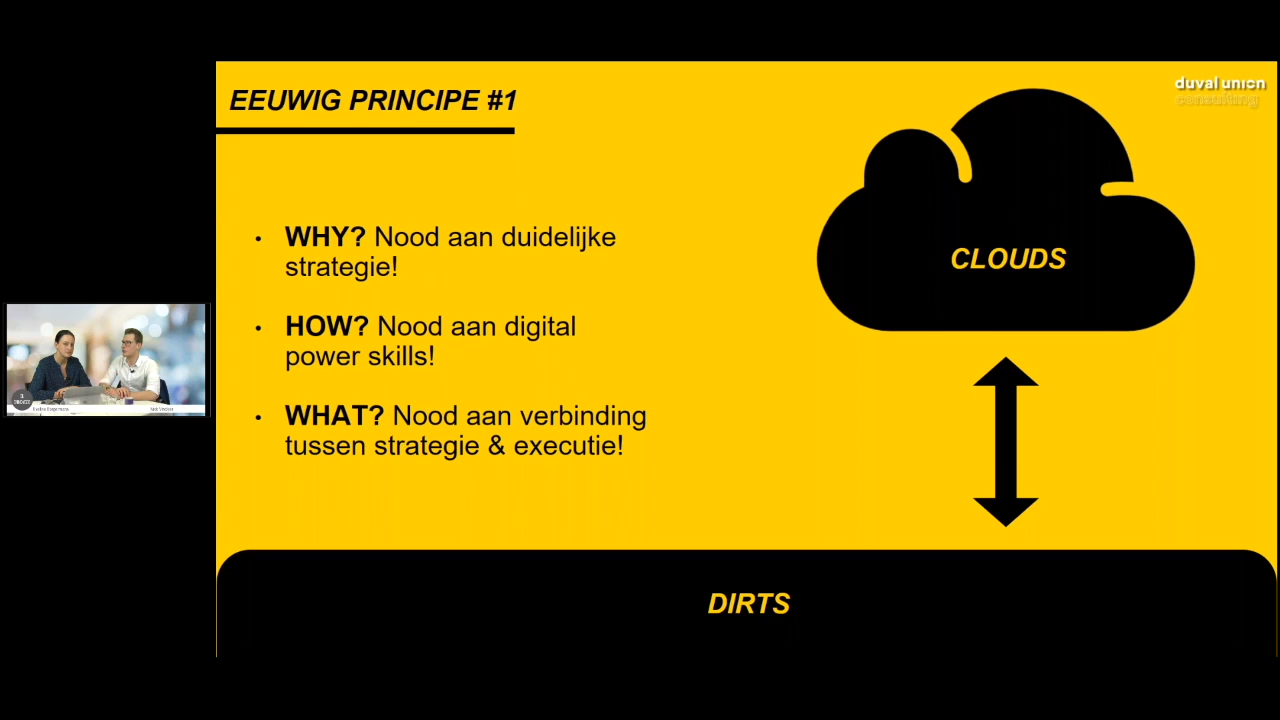 EEUWIG PRINCIPE #1
duval union
consulting
WHY? Nood aan duidelijke
strategie!
HOW? Nood aan digital
power skills!
WHAT? Nood aan verbinding
tussen strategie & executie!
CLOUDS
DIRTS